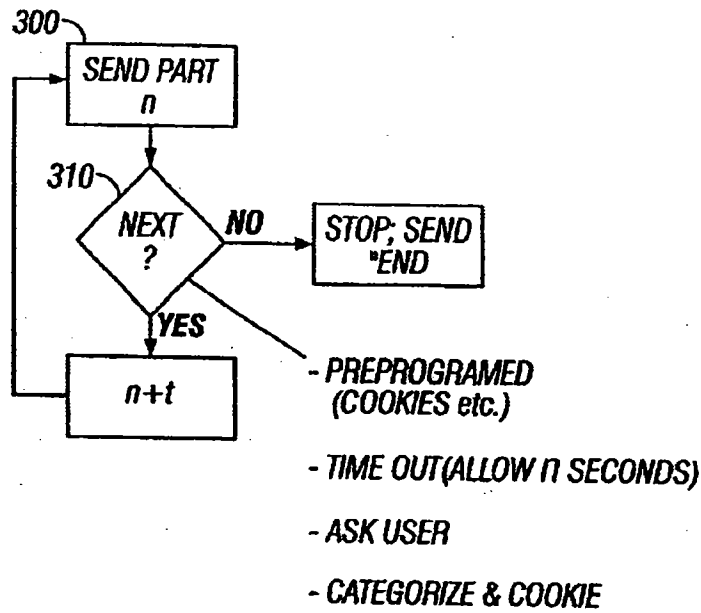 300
SEND PART
n
310
NEXT
?
NO
STOP; SEND
"END
YES
n+t
- PREPROGRAMED
(COOKIES etc.)
- TIME OUT(ALLOW n SECONDS)
- ASK USER
- CATEGORIZE & COOKIE